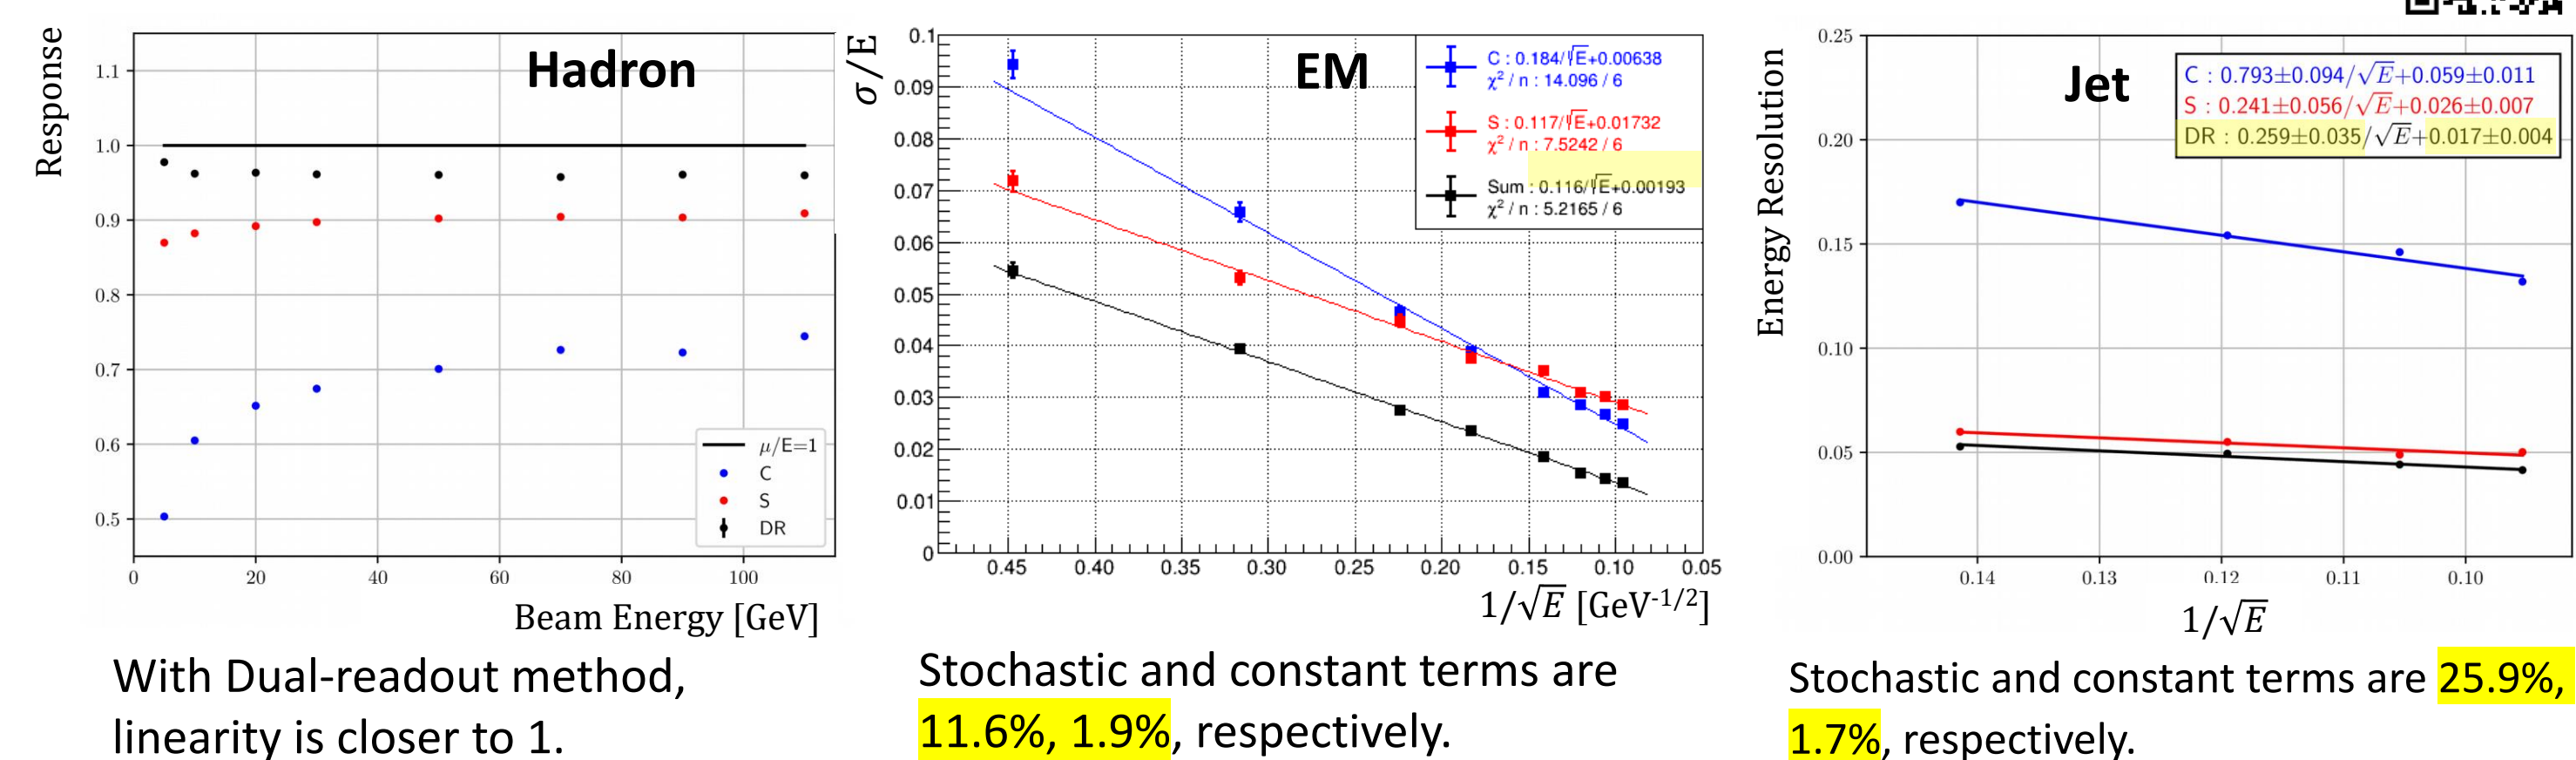 Response
Hadron
1.1
1.0
0.9
0.8
0.7
0.6
0.5
μ/E=1
C
S
DR
0 20 40 60 80 100
Beam Energy [GeV]
With Dual-readout method,
linearity is closer to 1.
σ/E
EM
0.1
0.09
0.08
0.07
0.06
0.05
0.04
0.03
0.02
0.01
0
C : 0.184/√E+0.00638
χ² / n : 14.096 / 6
S : 0.117/√E+0.01732
χ² / n : 7.5242 / 6
Sum : 0.116/√E+0.00193
χ² / n : 5.2165 / 6
0.45 0.40 0.35 0.30 0.25 0.20 0.15 0.10 0.05
1/√E [GeV⁻¹/²]
Stochastic and constant terms are
11.6%, 1.9%, respectively.
Energy Resolution
Jet
0.25
0.20
0.15
0.10
0.05
0.00
C : 0.793±0.094/√E+0.059±0.011
S : 0.241±0.056/√E+0.026±0.007
DR : 0.259±0.035/√E+0.017±0.004
0.14 0.13 0.12 0.11 0.10
1/√E
Stochastic and constant terms are 25.9%,
1.7%, respectively.